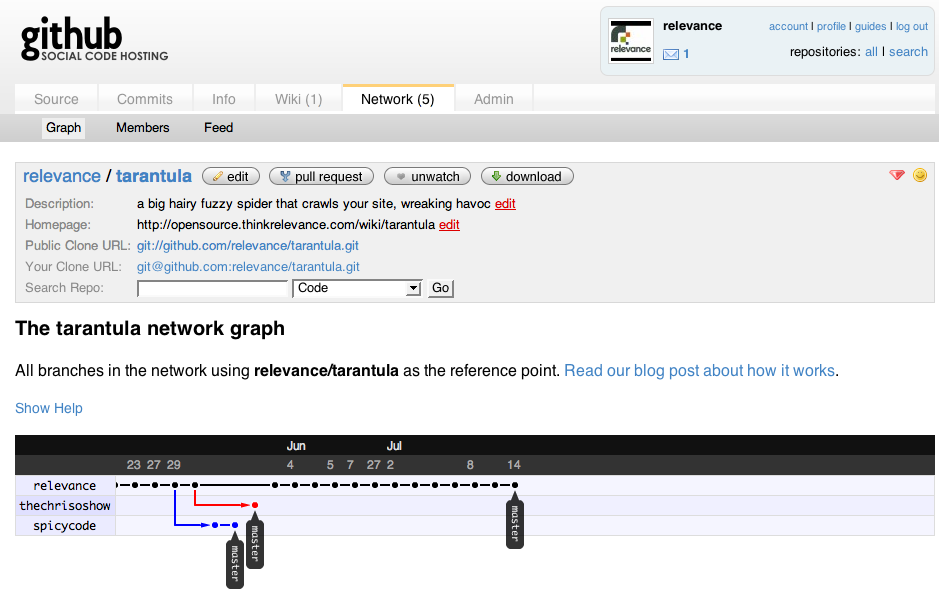 github
SOCIAL CODE HOSTING
relevance
relevance
account | profile | guides | log out
1
repositories: all | search
Source Commits Info Wiki (1) Network (5) Admin
Graph Members Feed
relevance / tarantula edit pull request unwatch download
Description: a big hairy fuzzy spider that crawls your site, wreaking havoc edit
Homepage: http://opensource.thinkrelevance.com/wiki/tarantula edit
Public Clone URL: git://github.com/relevance/tarantula.git
Your Clone URL: git@github.com:relevance/tarantula.git
Search Repo: Code Go
The tarantula network graph
All branches in the network using relevance/tarantula as the reference point. Read our blog post about how it works.
Show Help
Jun Jul
23 27 29 4 5 7 27 2 8 14
relevance
thechrisoshow
spicycode
master
master
master